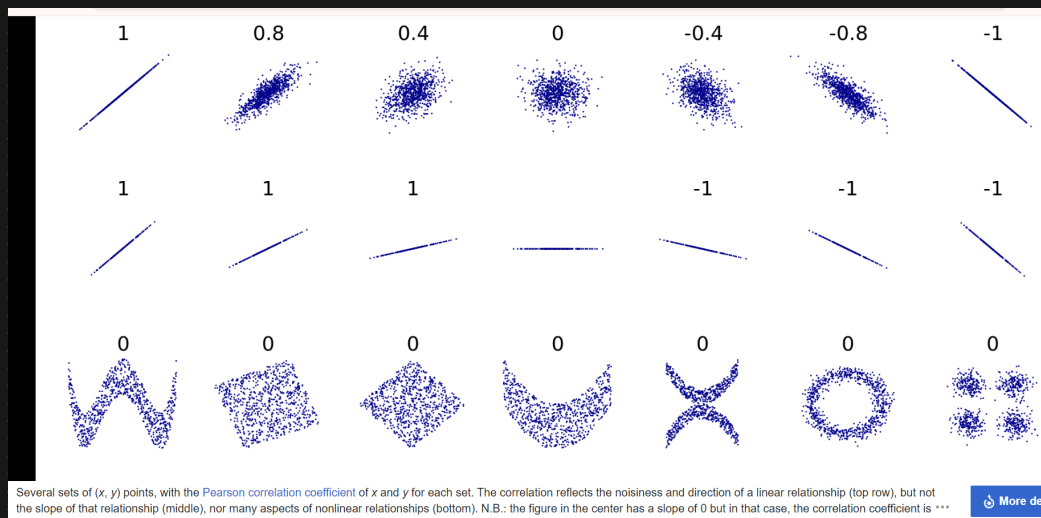 1 0.8 0.4 0 -0.4 -0.8 -1
1 1 1 -1 -1 -1
0 0 0 0 0 0 0
Several sets of (x, y) points, with the Pearson correlation coefficient of x and y for each set. The correlation reflects the noisiness and direction of a linear relationship (top row), but not
the slope of that relationship (middle), nor many aspects of nonlinear relationships (bottom). N.B.: the figure in the center has a slope of 0 but in that case, the correlation coefficient is •••
More de